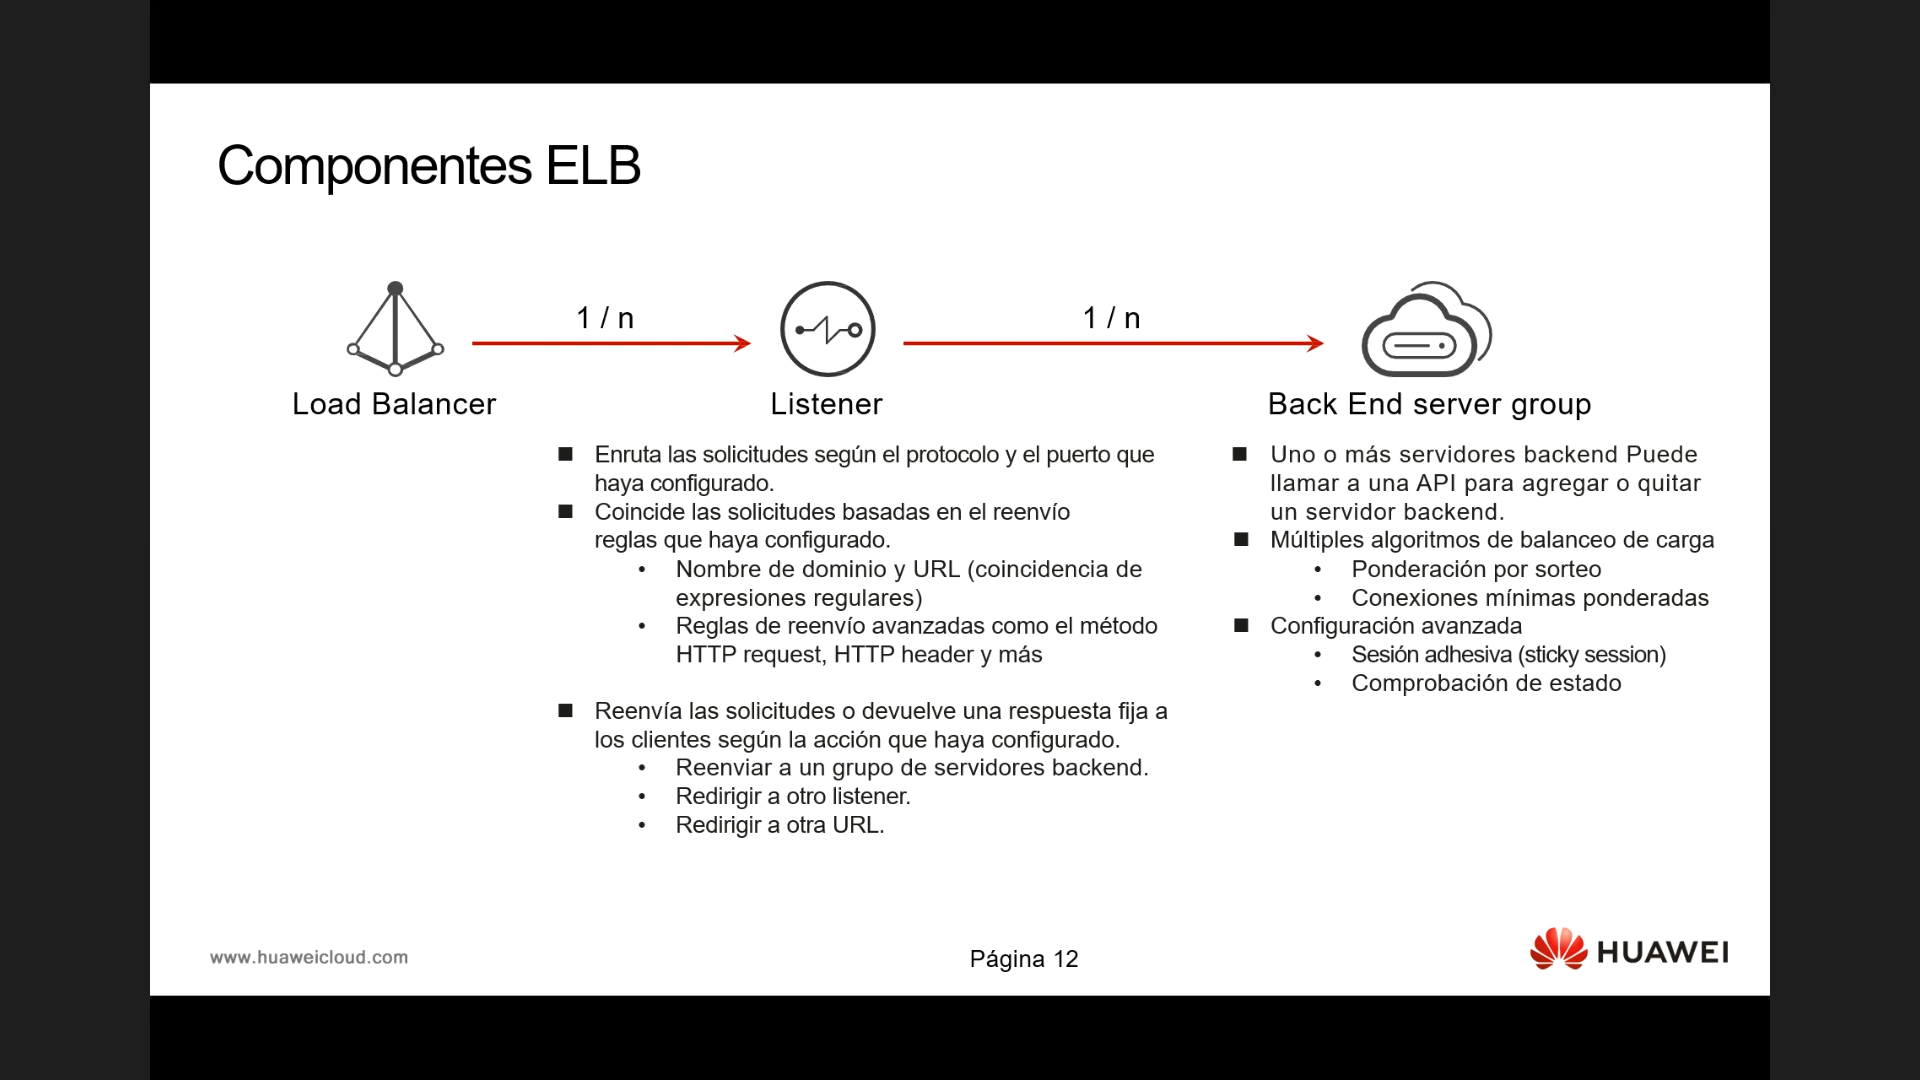 Componentes ELB
1 / n
1 / n
Load Balancer
Listener
Back End server group
■ Enruta las solicitudes según el protocolo y el puerto que
haya configurado.
■ Coincide las solicitudes basadas en el reenvío
reglas que haya configurado.
• Nombre de dominio y URL (coincidencia de
expresiones regulares)
• Reglas de reenvío avanzadas como el método
HTTP request, HTTP header y más
■ Reenvía las solicitudes o devuelve una respuesta fija a
los clientes según la acción que haya configurado.
• Reenviar a un grupo de servidores backend.
• Redirigir a otro listener.
• Redirigir a otra URL.
■ Uno o más servidores backend Puede
llamar a una API para agregar o quitar
un servidor backend.
■ Múltiples algoritmos de balanceo de carga
• Ponderación por sorteo
• Conexiones mínimas ponderadas
■ Configuración avanzada
• Sesión adhesiva (sticky session)
• Comprobación de estado
www.huaweicloud.com
Página 12
HUAWEI